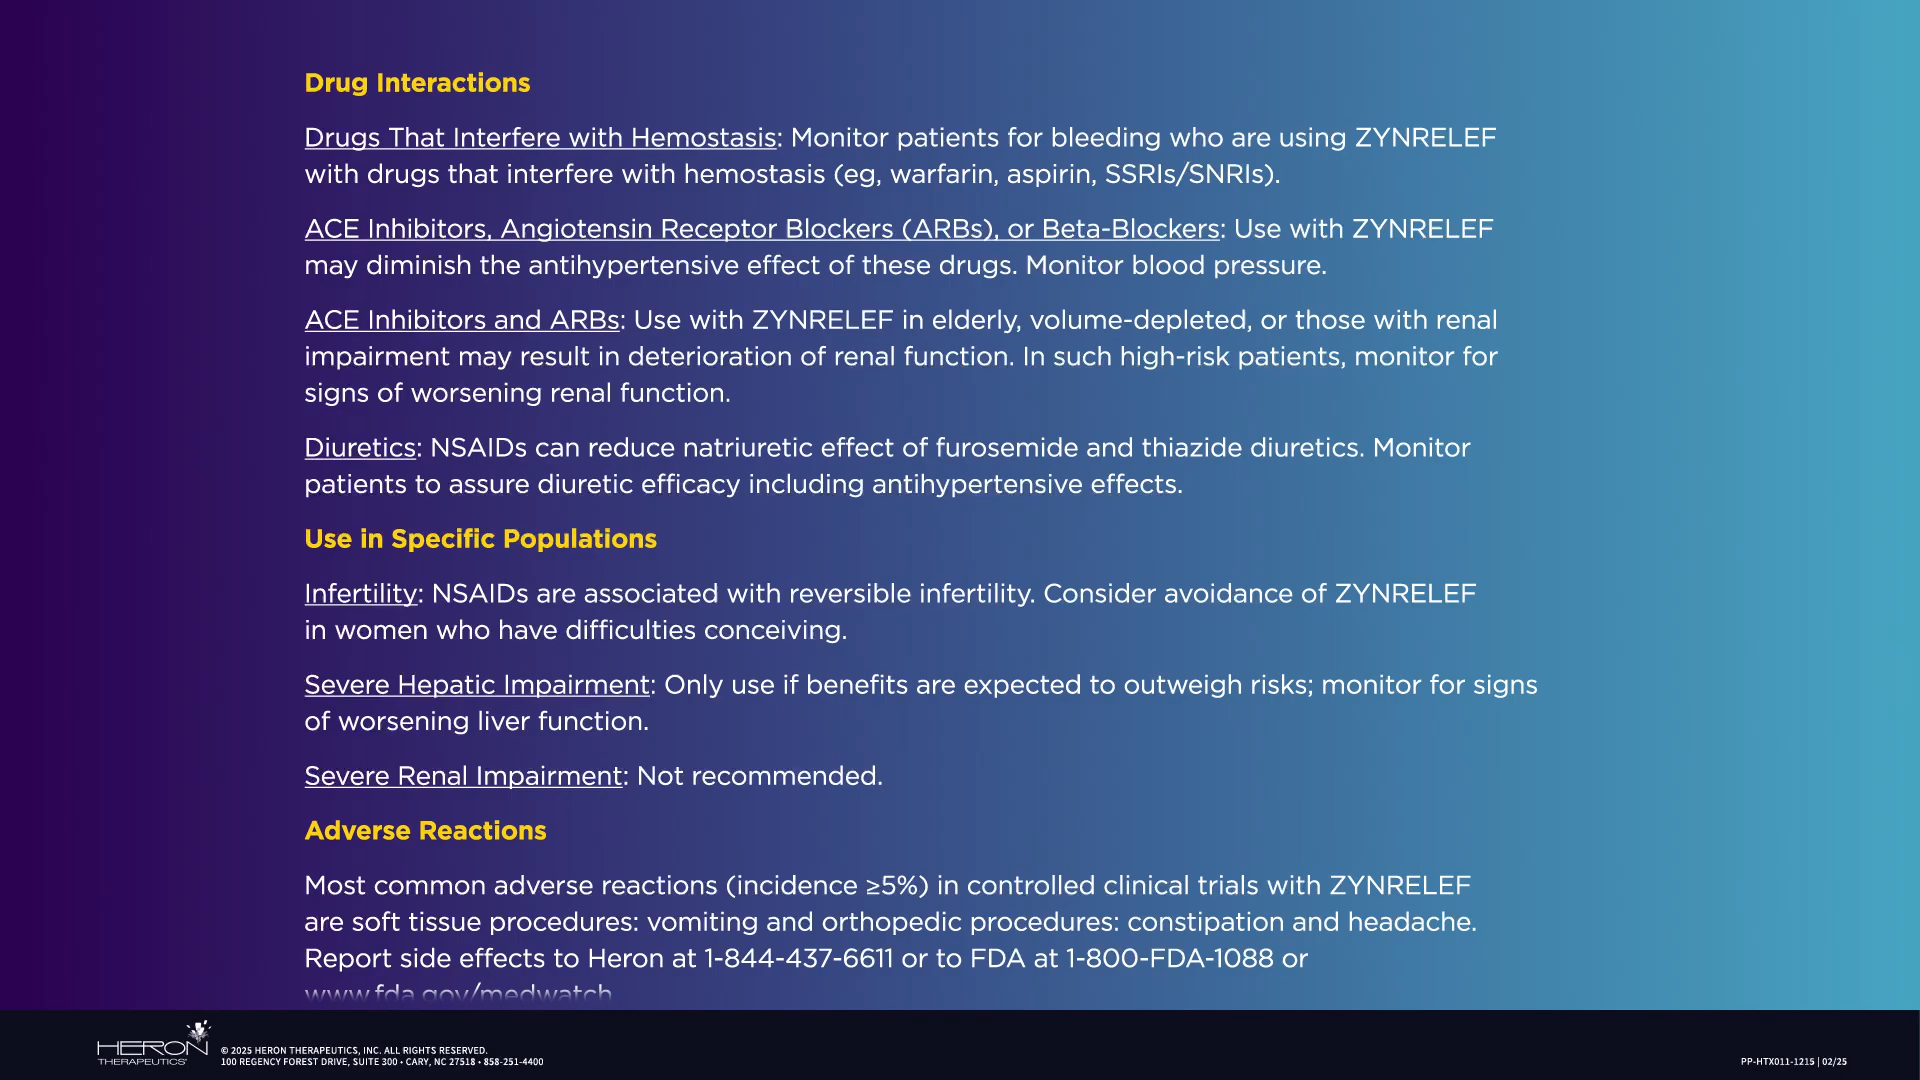 Drug Interactions
Drugs That Interfere with Hemostasis: Monitor patients for bleeding who are using ZYNRELEF
with drugs that interfere with hemostasis (eg, warfarin, aspirin, SSRIs/SNRIs).
ACE Inhibitors, Angiotensin Receptor Blockers (ARBs), or Beta-Blockers: Use with ZYNRELEF
may diminish the antihypertensive effect of these drugs. Monitor blood pressure.
ACE Inhibitors and ARBs: Use with ZYNRELEF in elderly, volume-depleted, or those with renal
impairment may result in deterioration of renal function. In such high-risk patients, monitor for
signs of worsening renal function.
Diuretics: NSAIDs can reduce natriuretic effect of furosemide and thiazide diuretics. Monitor
patients to assure diuretic efficacy including antihypertensive effects.
Use in Specific Populations
Infertility: NSAIDs are associated with reversible infertility. Consider avoidance of ZYNRELEF
in women who have difficulties conceiving.
Severe Hepatic Impairment: Only use if benefits are expected to outweigh risks; monitor for signs
of worsening liver function.
Severe Renal Impairment: Not recommended.
Adverse Reactions
Most common adverse reactions (incidence ≥5%) in controlled clinical trials with ZYNRELEF
are soft tissue procedures: vomiting and orthopedic procedures: constipation and headache.
Report side effects to Heron at 1-844-437-6611 or to FDA at 1-800-FDA-1088 or
www.fda.gov/medwatch
HERON
THERAPEUTICS
© 2025 HERON THERAPEUTICS, INC. ALL RIGHTS RESERVED.
100 REGENCY FOREST DRIVE, SUITE 300 • CARY, NC 27518 • 858-251-4400
PP-HTX011-1215 | 02/25